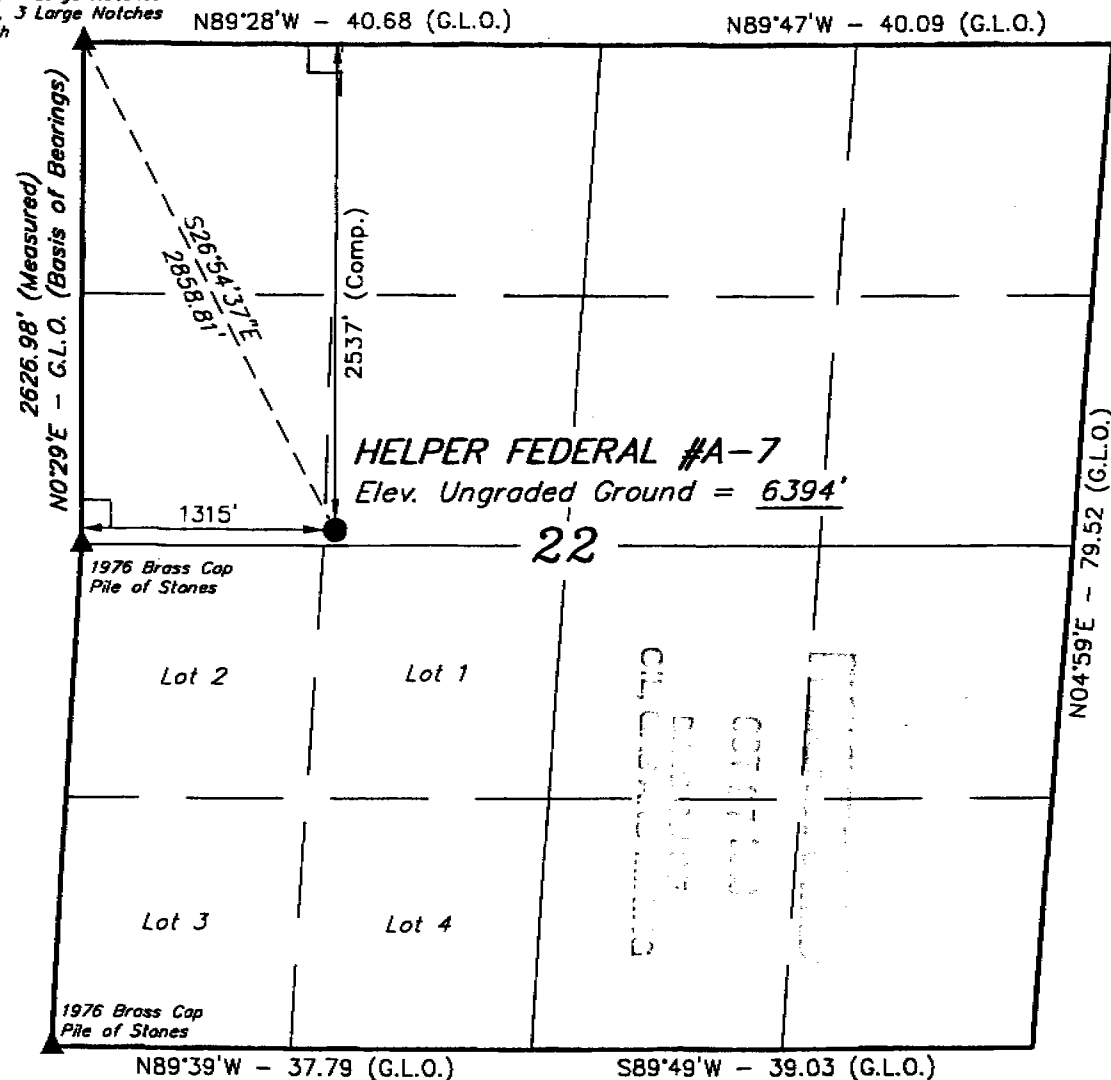 3 Large Notches
N89°28'W - 40.68 (G.L.O.)
N89°47'W - 40.09 (G.L.O.)
2626.98' (Measured)
N0°29'E - G.L.O. (Basis of Bearings)
S26°54'37"E
2858.81'
2537' (Comp.)
HELPER FEDERAL #A-7
Elev. Ungraded Ground = 6394'
1315'
22
1976 Brass Cap
Pile of Stones
N04°59'E - 79.52 (G.L.O.)
Lot 2
Lot 1
Lot 3
Lot 4
1976 Brass Cap
Pile of Stones
N89°39'W - 37.79 (G.L.O.)
S89°49'W - 39.03 (G.L.O.)